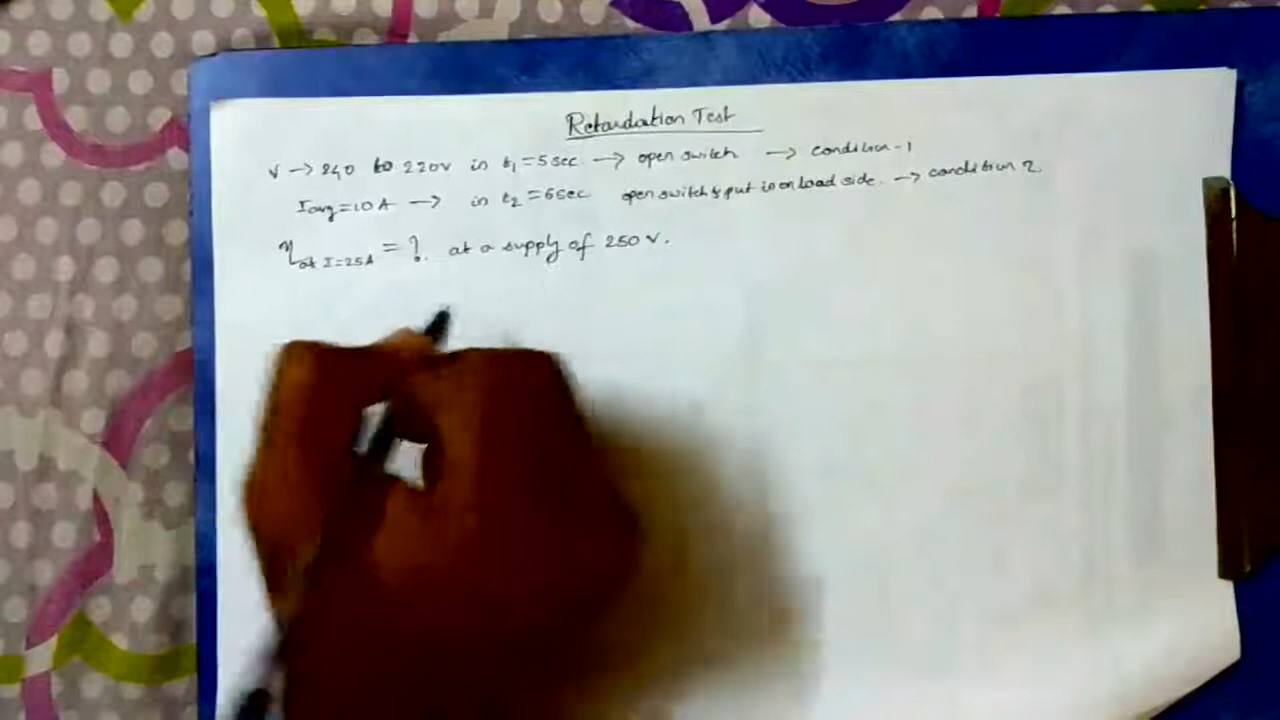 Retardation Test
V → 240 to 220V in t₁ = 5 sec → open switch → condition-1
Iavg = 10 A → in t₂ = 6 sec open switch & put is on load side. → condition 2
η at I=25A = ? at a supply of 250 V.